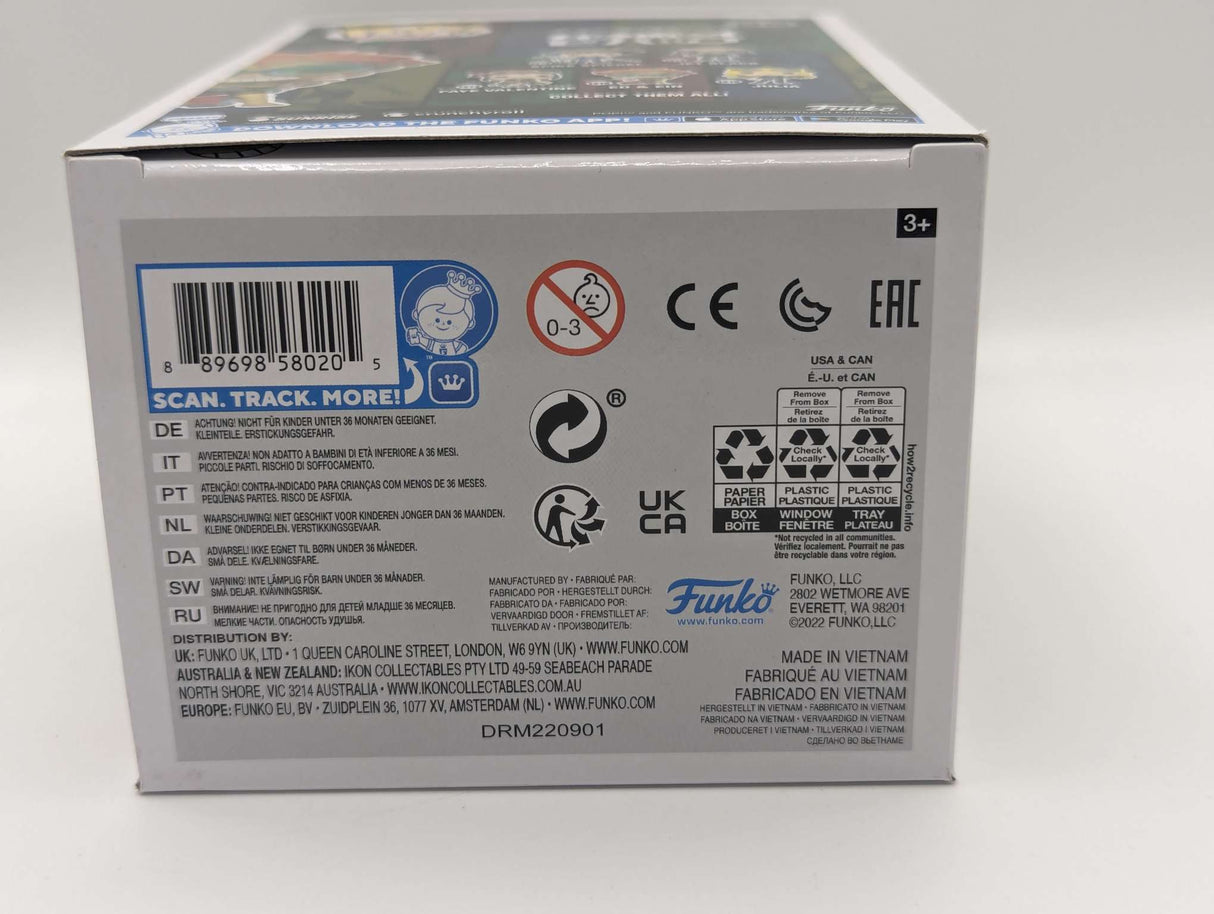 COLLECT THEM ALL!
JULIA
Funko
DOWNLOAD THE FUNKO APP!
3+
8 89698 58020 5
SCAN. TRACK. MORE!
™
0-3
CE
EAC
®
UK
CA
USA & CAN
É.-U. et CAN
Remove
From Box
Retirez
de la boîte
Remove
From Box
Retirez
de la boîte
Check
Locally*
Check
Locally*
PAPER
PAPIER
PLASTIC
PLASTIQUE
PLASTIC
PLASTIQUE
BOX
BOÎTE
WINDOW
FENÊTRE
TRAY
PLATEAU
how2recycle.info
*Not recycled in all communities.
Vérifiez localement. Pourrait ne pas
être recyclable dans votre région.
DE ACHTUNG! NICHT FÜR KINDER UNTER 36 MONATEN GEEIGNET.
KLEINTEILE. ERSTICKUNGSGEFAHR.
IT AVVERTENZA! NON ADATTO A BAMBINI DI ETÀ INFERIORE A 36 MESI.
PICCOLE PARTI. RISCHIO DI SOFFOCAMENTO.
PT ATENÇÃO! CONTRA-INDICADO PARA CRIANÇAS COM MENOS DE 36 MESES.
PEQUENAS PARTES. RISCO DE ASFIXIA.
NL WAARSCHUWING! NIET GESCHIKT VOOR KINDEREN JONGER DAN 36 MAANDEN.
KLEINE ONDERDELEN. VERSTIKKINGSGEVAAR.
DA ADVARSEL! IKKE EGNET TIL BØRN UNDER 36 MÅNEDER.
SMÅ DELE. KVÆLNINGSFARE.
SW VARNING! INTE LÄMPLIG FÖR BARN UNDER 36 MÅNADER.
SMÅ DELAR. KVÄVNINGSRISK.
RU ВНИМАНИЕ! НЕ ПРИГОДНО ДЛЯ ДЕТЕЙ МЛАДШЕ 36 МЕСЯЦЕВ.
МЕЛКИЕ ЧАСТИ. ОПАСНОСТЬ УДУШЬЯ.
MANUFACTURED BY • FABRIQUÉ PAR:
FABRICADO POR • HERGESTELLT DURCH:
FABBRICATO DA • FABRICADO POR:
VERVAARDIGD DOOR • FREMSTILLET AF:
TILLVERKAD AV • ПРОИЗВОДИТЕЛЬ:
Funko
www.funko.com
FUNKO, LLC
2802 WETMORE AVE
EVERETT, WA 98201
©2022 FUNKO,LLC
DISTRIBUTION BY:
UK: FUNKO UK, LTD • 1 QUEEN CAROLINE STREET, LONDON, W6 9YN (UK) • WWW.FUNKO.COM
AUSTRALIA & NEW ZEALAND: IKON COLLECTABLES PTY LTD 49-59 SEABEACH PARADE
NORTH SHORE, VIC 3214 AUSTRALIA • WWW.IKONCOLLECTABLES.COM.AU
EUROPE: FUNKO EU, BV • ZUIDPLEIN 36, 1077 XV, AMSTERDAM (NL) • WWW.FUNKO.COM
DRM220901
MADE IN VIETNAM
FABRIQUÉ AU VIETNAM
FABRICADO EN VIETNAM
HERGESTELLT IN VIETNAM • FABBRICATO IN VIETNAM
FABRICADO NA VIETNAM • VERVAARDIGD IN VIETNAM
PRODUCERET I VIETNAM • TILLVERKAD I VIETNAM
СДЕЛАНО ВО ВЬЕТНАМЕ